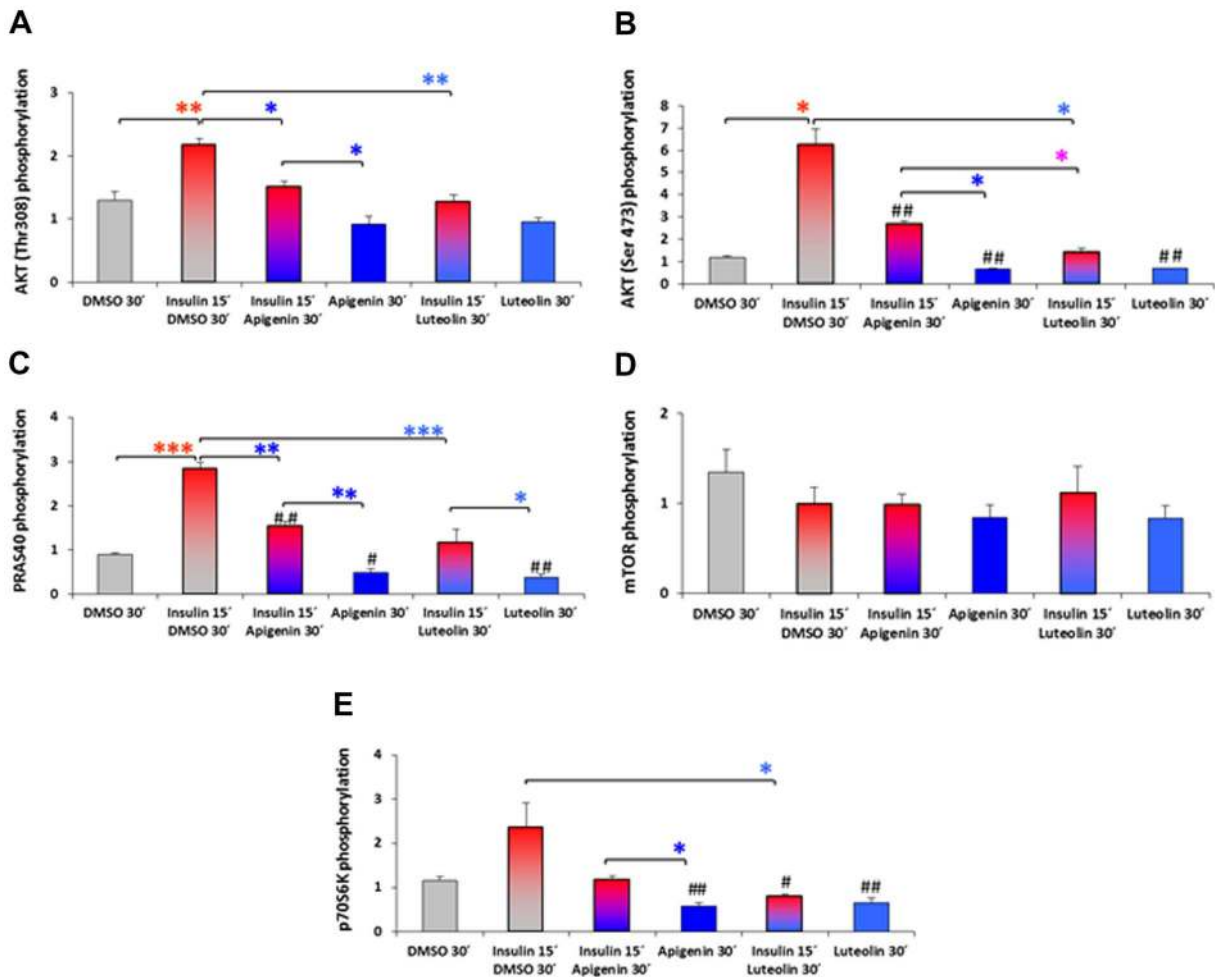 A
AKT (Thr308) phosphorylation
3
2
1
0
**
*
**
*
DMSO 30′
Insulin 15′
DMSO 30′
Insulin 15′
Apigenin 30′
Apigenin 30′
Insulin 15′
Luteolin 30′
Luteolin 30′
B
AKT (Ser 473) phosphorylation
8
7
6
5
4
3
2
1
0
*
*
*
*
##
##
##
DMSO 30′
Insulin 15′
DMSO 30′
Insulin 15′
Apigenin 30′
Apigenin 30′
Insulin 15′
Luteolin 30′
Luteolin 30′
C
PRAS40 phosphorylation
4
3
2
1
0
***
**
***
**
*
##
#
##
DMSO 30′
Insulin 15′
DMSO 30′
Insulin 15′
Apigenin 30′
Apigenin 30′
Insulin 15′
Luteolin 30′
Luteolin 30′
D
mTOR phosphorylation
2
1
0
DMSO 30′
Insulin 15′
DMSO 30′
Insulin 15′
Apigenin 30′
Apigenin 30′
Insulin 15′
Luteolin 30′
Luteolin 30′
E
p70S6K phosphorylation
4
3
2
1
0
*
*
##
#
##
DMSO 30′
Insulin 15′
DMSO 30′
Insulin 15′
Apigenin 30′
Apigenin 30′
Insulin 15′
Luteolin 30′
Luteolin 30′